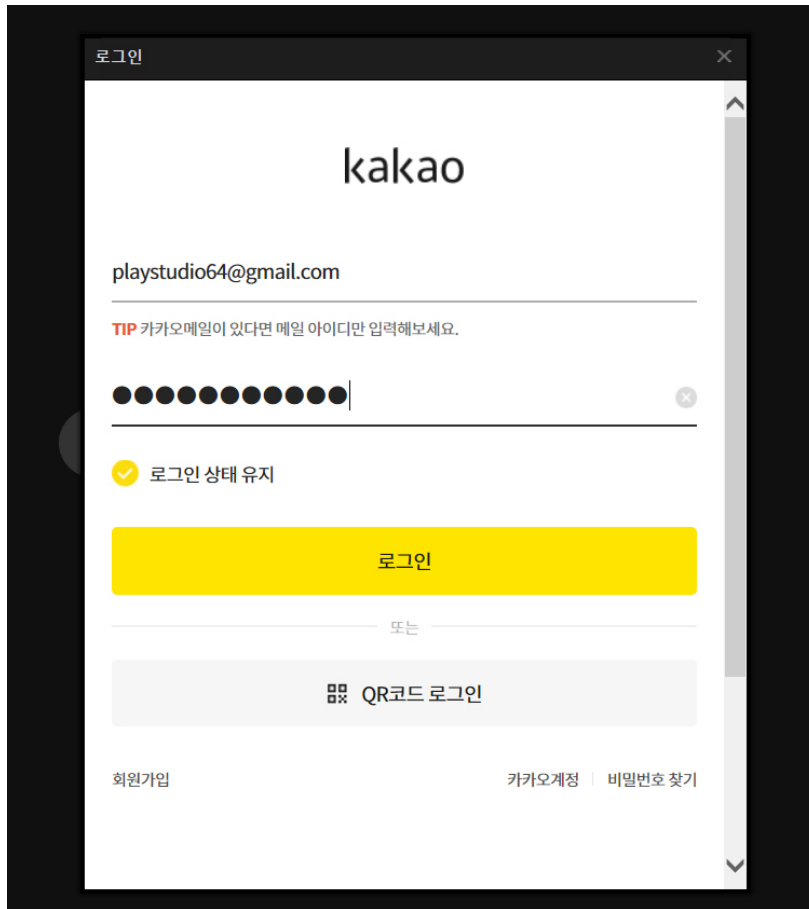 로그인
kakao
playstudio64@gmail.com
TIP 카카오메일이 있다면 메일 아이디만 입력해보세요.
●●●●●●●●●●●
로그인 상태 유지
로그인
또는
QR코드 로그인
회원가입 카카오계정 비밀번호 찾기